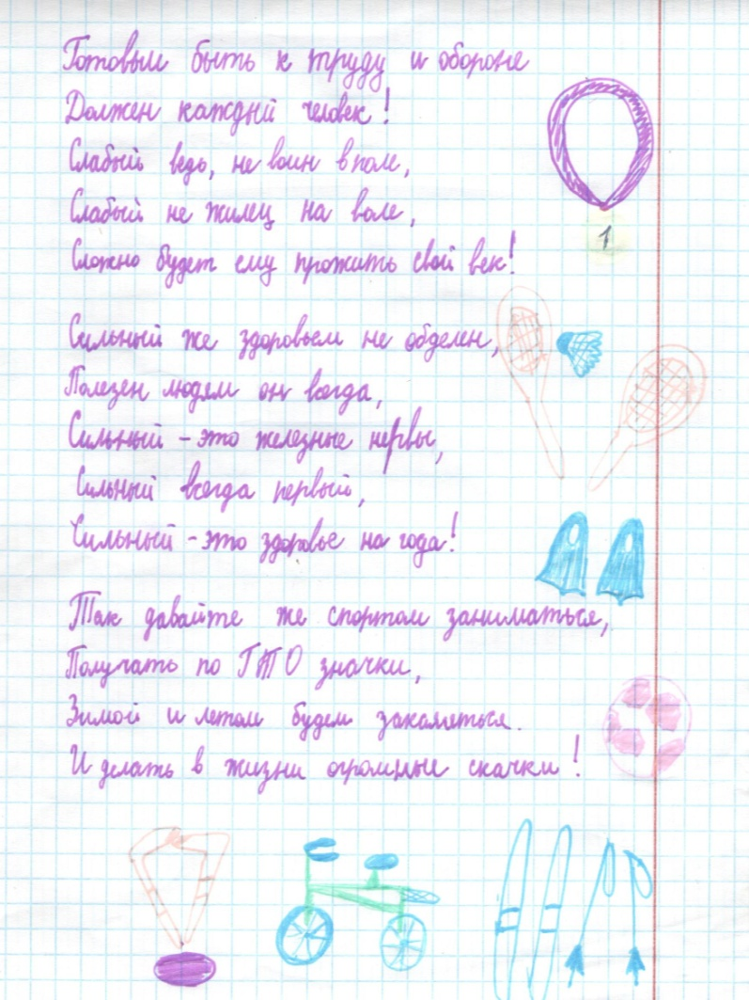 Готовым быть к труду и обороне
Должен каждый человек!
Слабый ведь, не воин в поле,
Слабый не жилец на воле,
Сложно будет ему прожить свой век!
1
Сильный же здоровьем не обделен,
Полезен людям он всегда,
Сильный - это железные нервы,
Сильный всегда первый,
Сильный - это здоровье на года!
Так давайте же спортом заниматься,
Получать по ГТО значки,
Зимой и летом будем закаляться.
И делать в жизни огромные скачки!